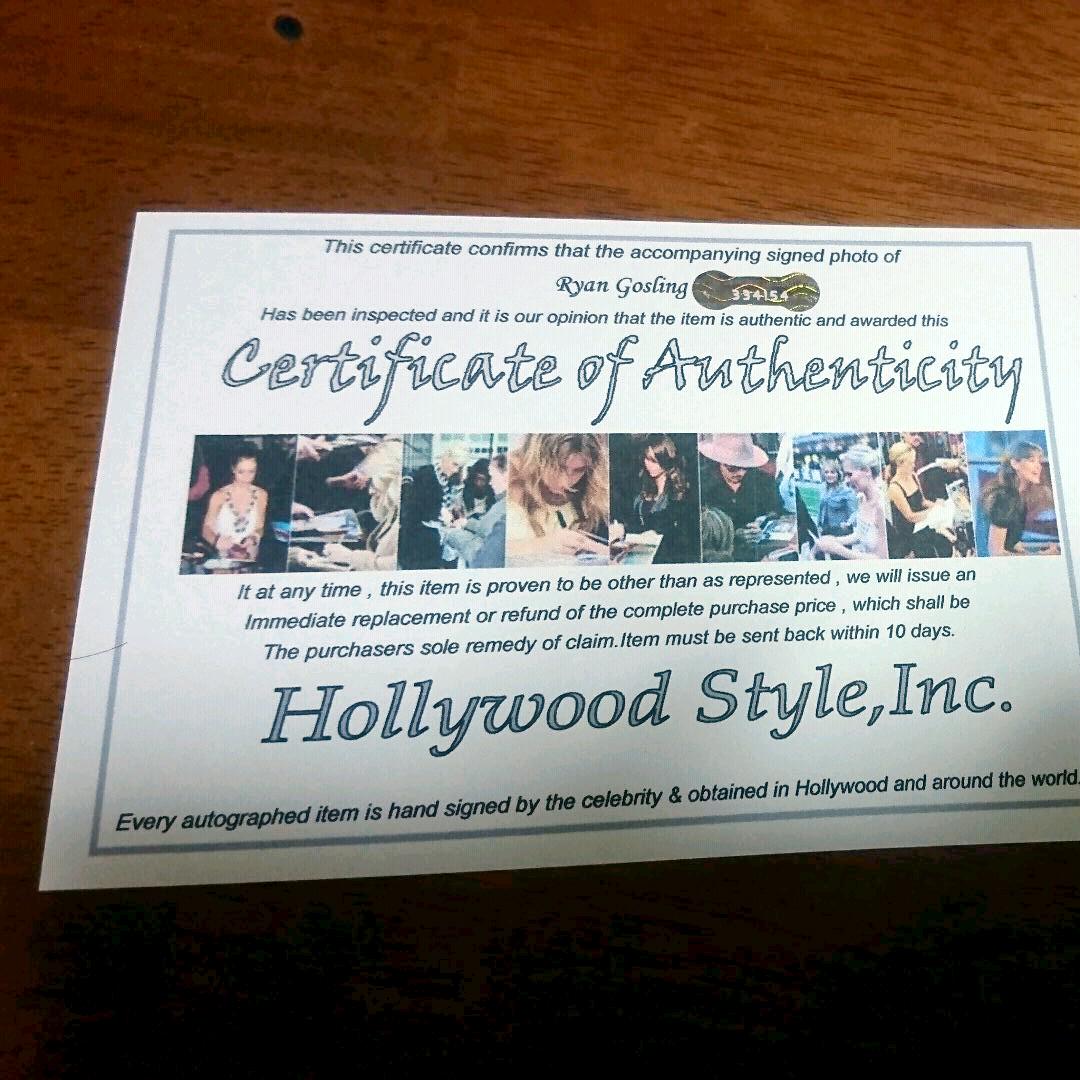 This certificate confirms that the accompanying signed photo of
Ryan Gosling 334154
Has been inspected and it is our opinion that the item is authentic and awarded this
Certificate of Authenticity
It at any time , this item is proven to be other than as represented , we will issue an
Immediate replacement or refund of the complete purchase price , which shall be
The purchasers sole remedy of claim.Item must be sent back within 10 days.
Hollywood Style,Inc.
Every autographed item is hand signed by the celebrity & obtained in Hollywood and around the world.